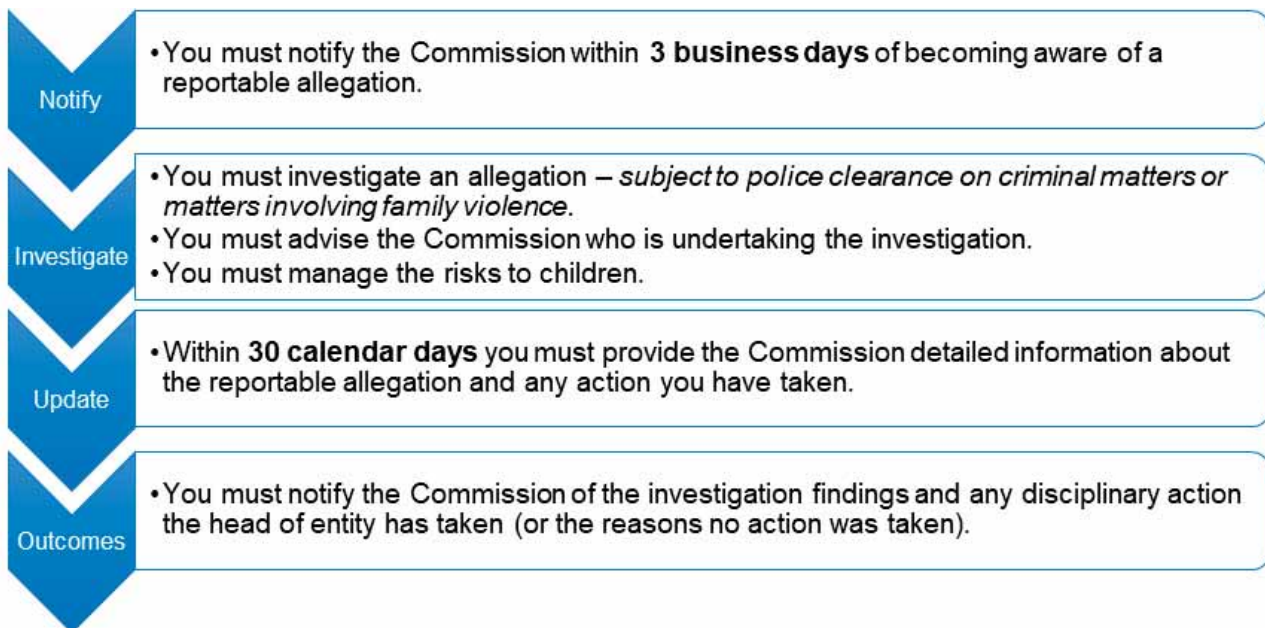 Notify
•You must notify the Commission within 3 business days of becoming aware of a
reportable allegation.
Investigate
•You must investigate an allegation – subject to police clearance on criminal matters or
matters involving family violence.
•You must advise the Commission who is undertaking the investigation.
•You must manage the risks to children.
Update
•Within 30 calendar days you must provide the Commission detailed information about
the reportable allegation and any action you have taken.
Outcomes
•You must notify the Commission of the investigation findings and any disciplinary action
the head of entity has taken (or the reasons no action was taken).